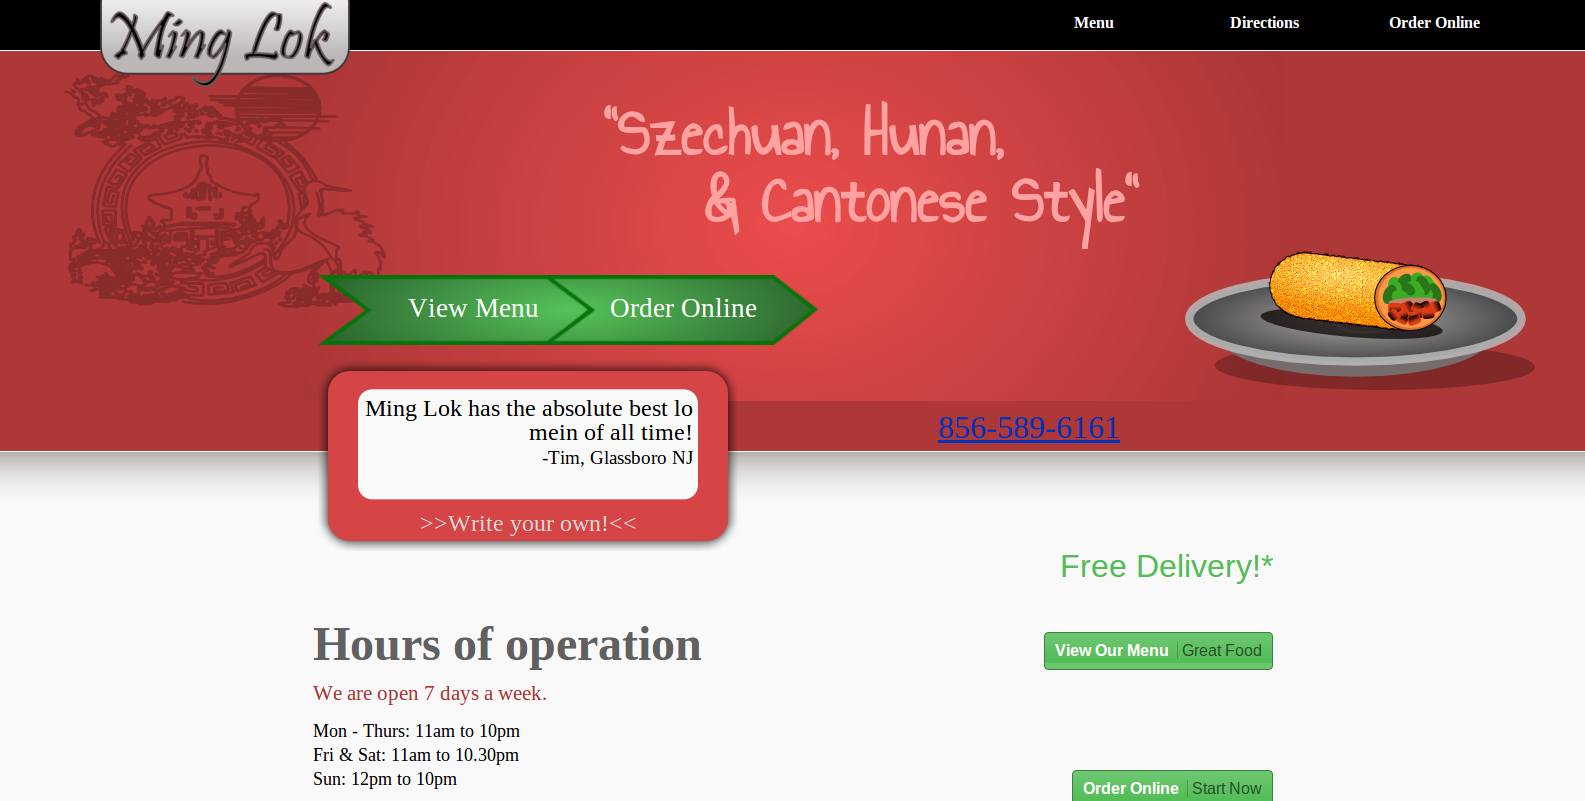 Ming Lok
Menu
Directions
Order Online
"Szechuan, Hunan,
& Cantonese Style"
View Menu
Order Online
Ming Lok has the absolute best lo
mein of all time!
-Tim, Glassboro NJ
>>Write your own!<<
856-589-6161
Free Delivery!*
Hours of operation
We are open 7 days a week.
Mon - Thurs: 11am to 10pm
Fri & Sat: 11am to 10.30pm
Sun: 12pm to 10pm
View Our Menu | Great Food
Order Online | Start Now